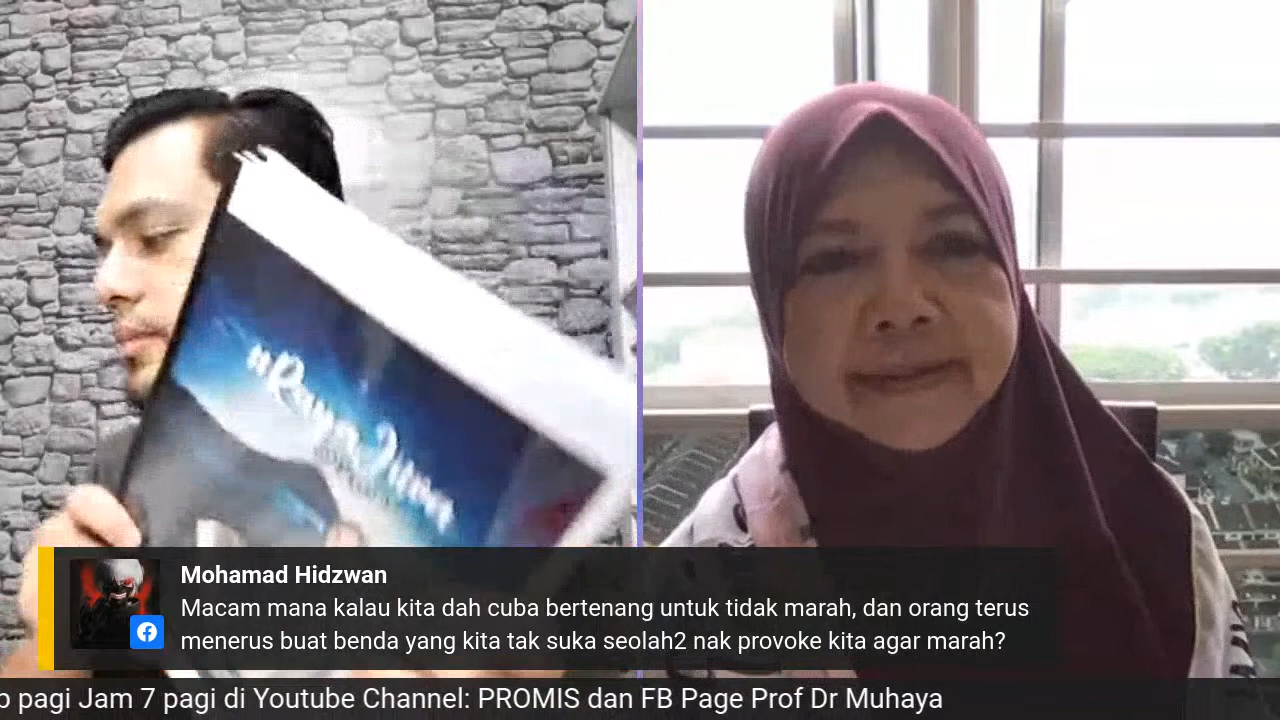 Mohamad Hidzwan
Macam mana kalau kita dah cuba bertenang untuk tidak marah, dan orang terus
menerus buat benda yang kita tak suka seolah2 nak provoke kita agar marah?
pagi Jam 7 pagi di Youtube Channel: PROMIS dan FB Page Prof Dr Muhaya